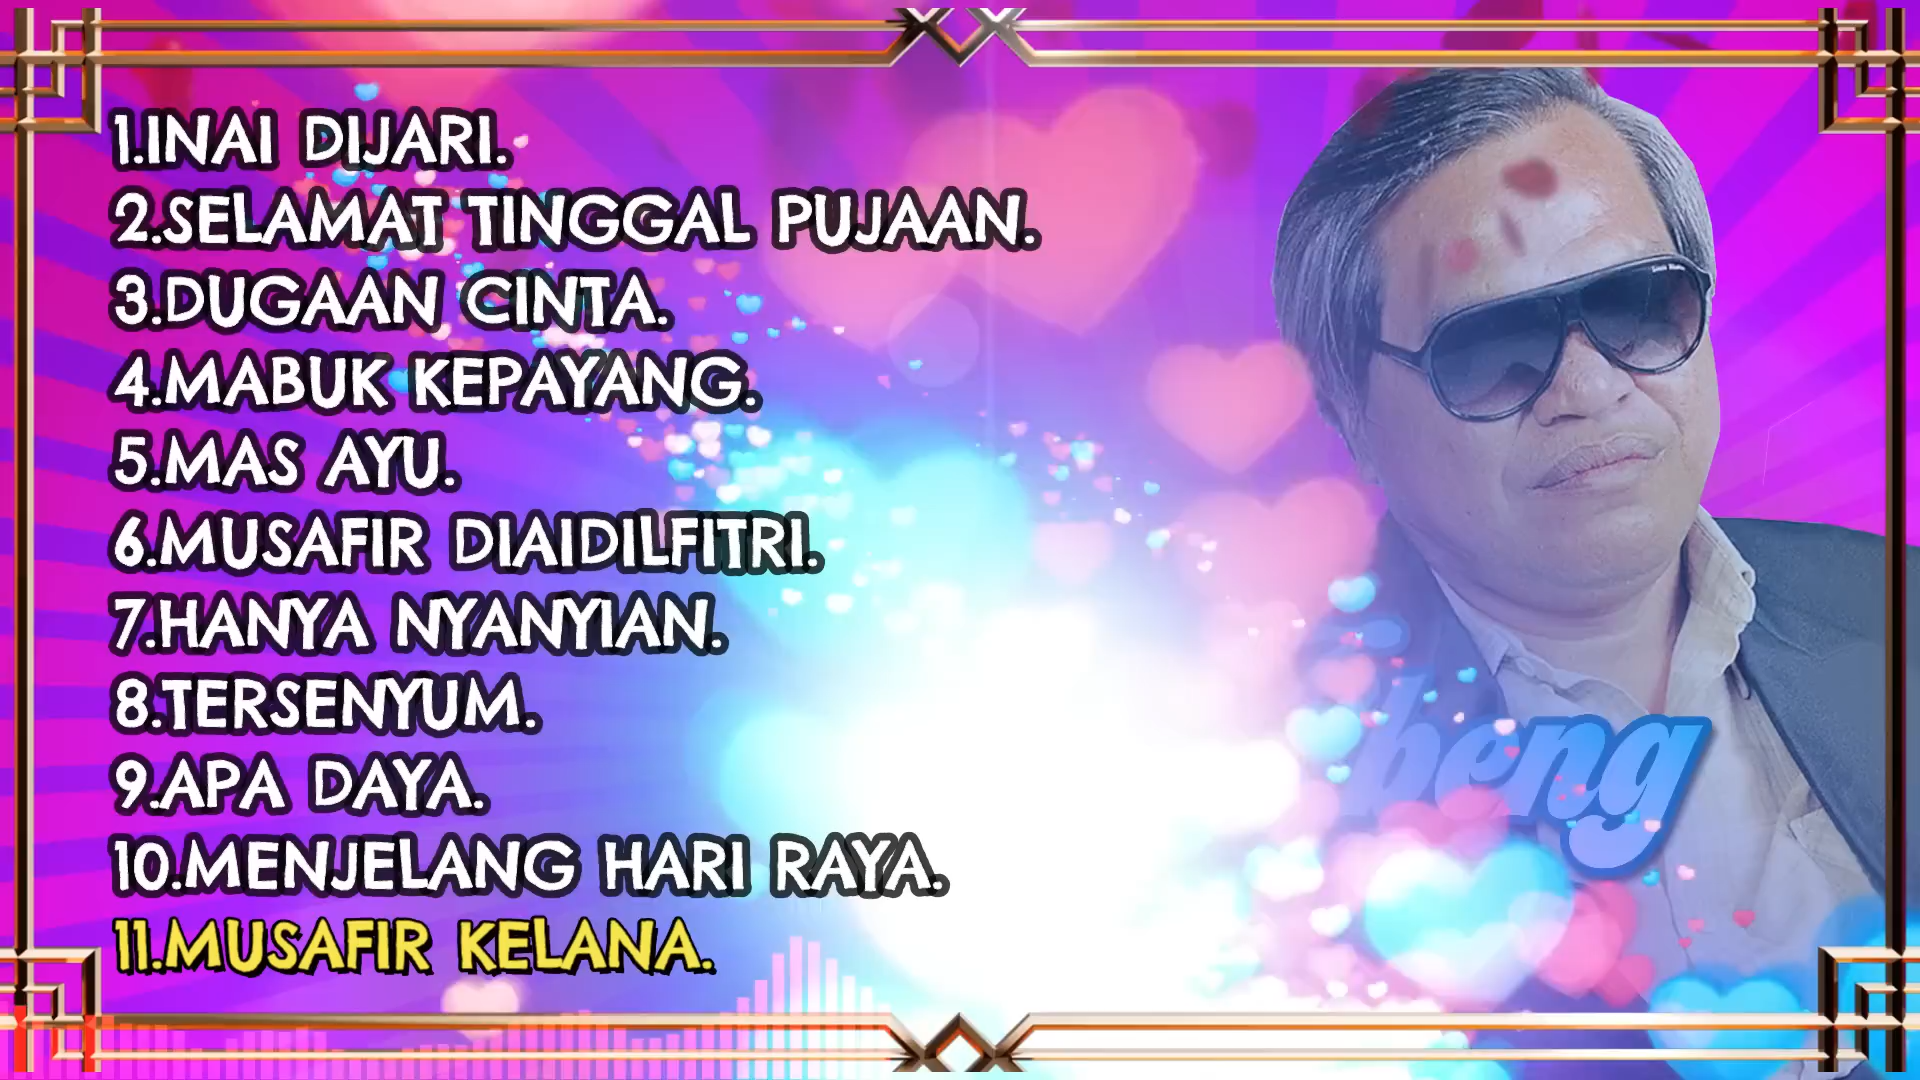 1.INAI DIJARI.
2.SELAMAT TINGGAL PUJAAN.
3.DUGAAN CINTA.
4.MABUK KEPAYANG.
5.MAS AYU.
6.MUSAFIR DIAIDILFITRI.
7.HANYA NYANYIAN.
8.TERSENYUM.
9.APA DAYA.
10.MENJELANG HARI RAYA.
11.MUSAFIR KELANA.
beng